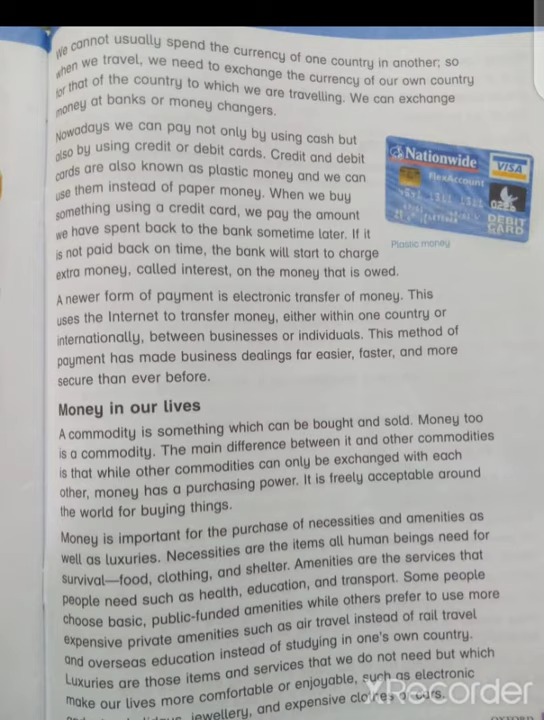 We cannot usually spend the currency of one country in another; so
when we travel, we need to exchange the currency of our own country
for that of the country to which we are travelling. We can exchange
money at banks or money changers.
Nowadays we can pay not only by using cash but
also by using credit or debit cards. Credit and debit
cards are also known as plastic money and we can
use them instead of paper money. When we buy
something using a credit card, we pay the amount
we have spent back to the bank sometime later. If it
is not paid back on time, the bank will start to charge
extra money, called interest, on the money that is owed.
Nationwide
VISA
FlexAccount
DEBIT
CARD
Plastic money
A newer form of payment is electronic transfer of money. This
uses the Internet to transfer money, either within one country or
internationally, between businesses or individuals. This method of
payment has made business dealings far easier, faster, and more
secure than ever before.
Money in our lives
A commodity is something which can be bought and sold. Money too
is a commodity. The main difference between it and other commodities
is that while other commodities can only be exchanged with each
other, money has a purchasing power. It is freely acceptable around
the world for buying things.
Money is important for the purchase of necessities and amenities as
well as luxuries. Necessities are the items all human beings need for
survival—food, clothing, and shelter. Amenities are the services that
people need such as health, education, and transport. Some people
choose basic, public-funded amenities while others prefer to use more
expensive private amenities such as air travel instead of rail travel
and overseas education instead of studying in one's own country.
Luxuries are those items and services that we do not need but which
make our lives more comfortable or enjoyable, such as electronic
jewellery, and expensive clothes or cars.
XRecorder
OXFORD